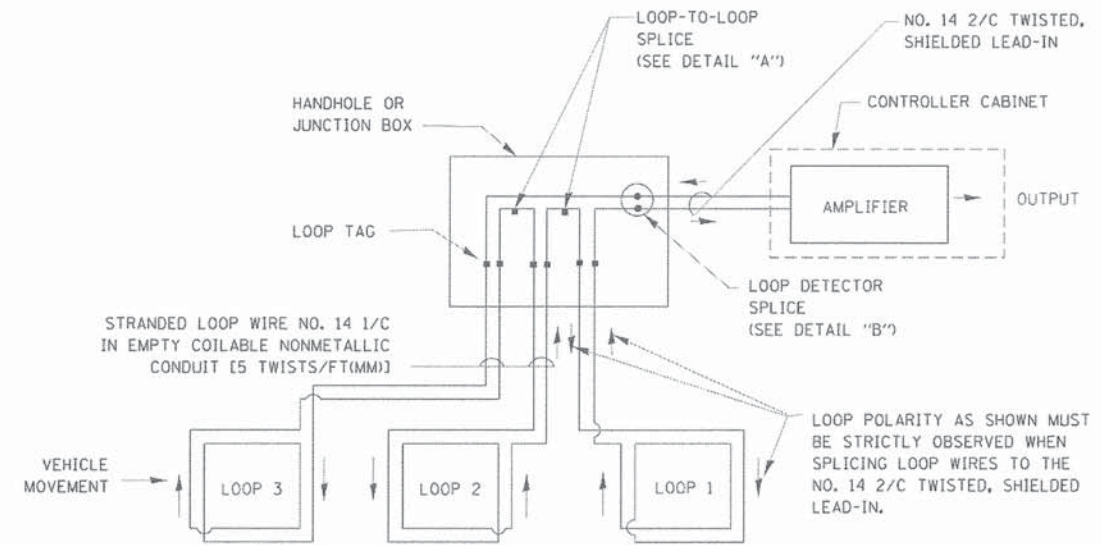 LOOP-TO-LOOP
SPLICE
(SEE DETAIL "A")
NO. 14 2/C TWISTED,
SHIELDED LEAD-IN
HANDHOLE OR
JUNCTION BOX
CONTROLLER CABINET
AMPLIFIER
OUTPUT
LOOP TAG
LOOP DETECTOR
SPLICE
(SEE DETAIL "B")
STRANDED LOOP WIRE NO. 14 1/C
IN EMPTY COILABLE NONMETALLIC
CONDUIT [5 TWISTS/FT(MM)]
LOOP POLARITY AS SHOWN MUST
BE STRICTLY OBSERVED WHEN
SPLICING LOOP WIRES TO THE
NO. 14 2/C TWISTED, SHIELDED
LEAD-IN.
VEHICLE
MOVEMENT
LOOP 3
LOOP 2
LOOP 1